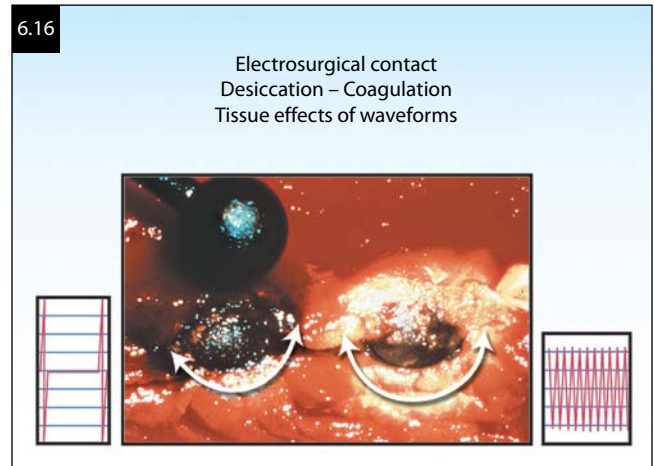 6.16
Electrosurgical contact
Desiccation – Coagulation
Tissue effects of waveforms